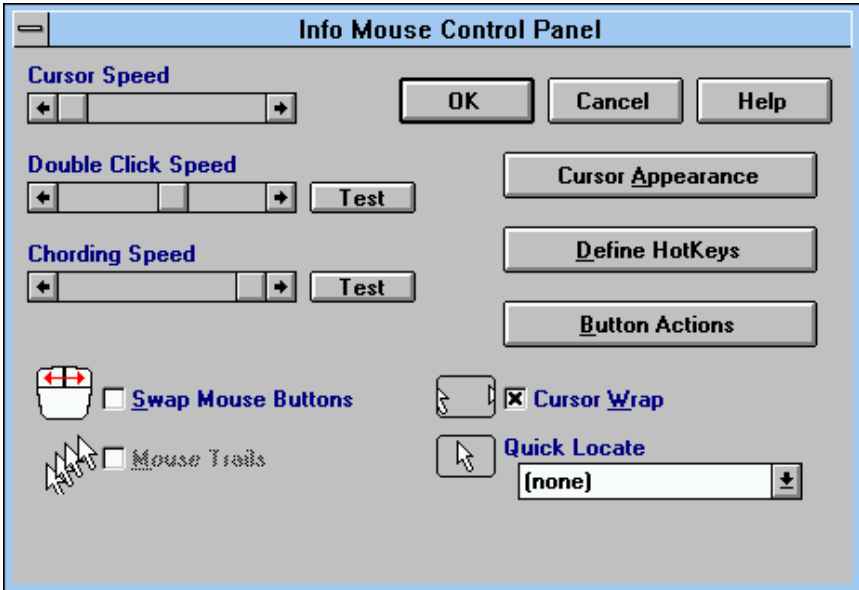 Info Mouse Control Panel
Cursor Speed
OK
Cancel
Help
Double Click Speed
Test
Cursor Appearance
Chording Speed
Test
Define HotKeys
Button Actions
Swap Mouse Buttons
Cursor Wrap
Mouse Trails
Quick Locate
(none)